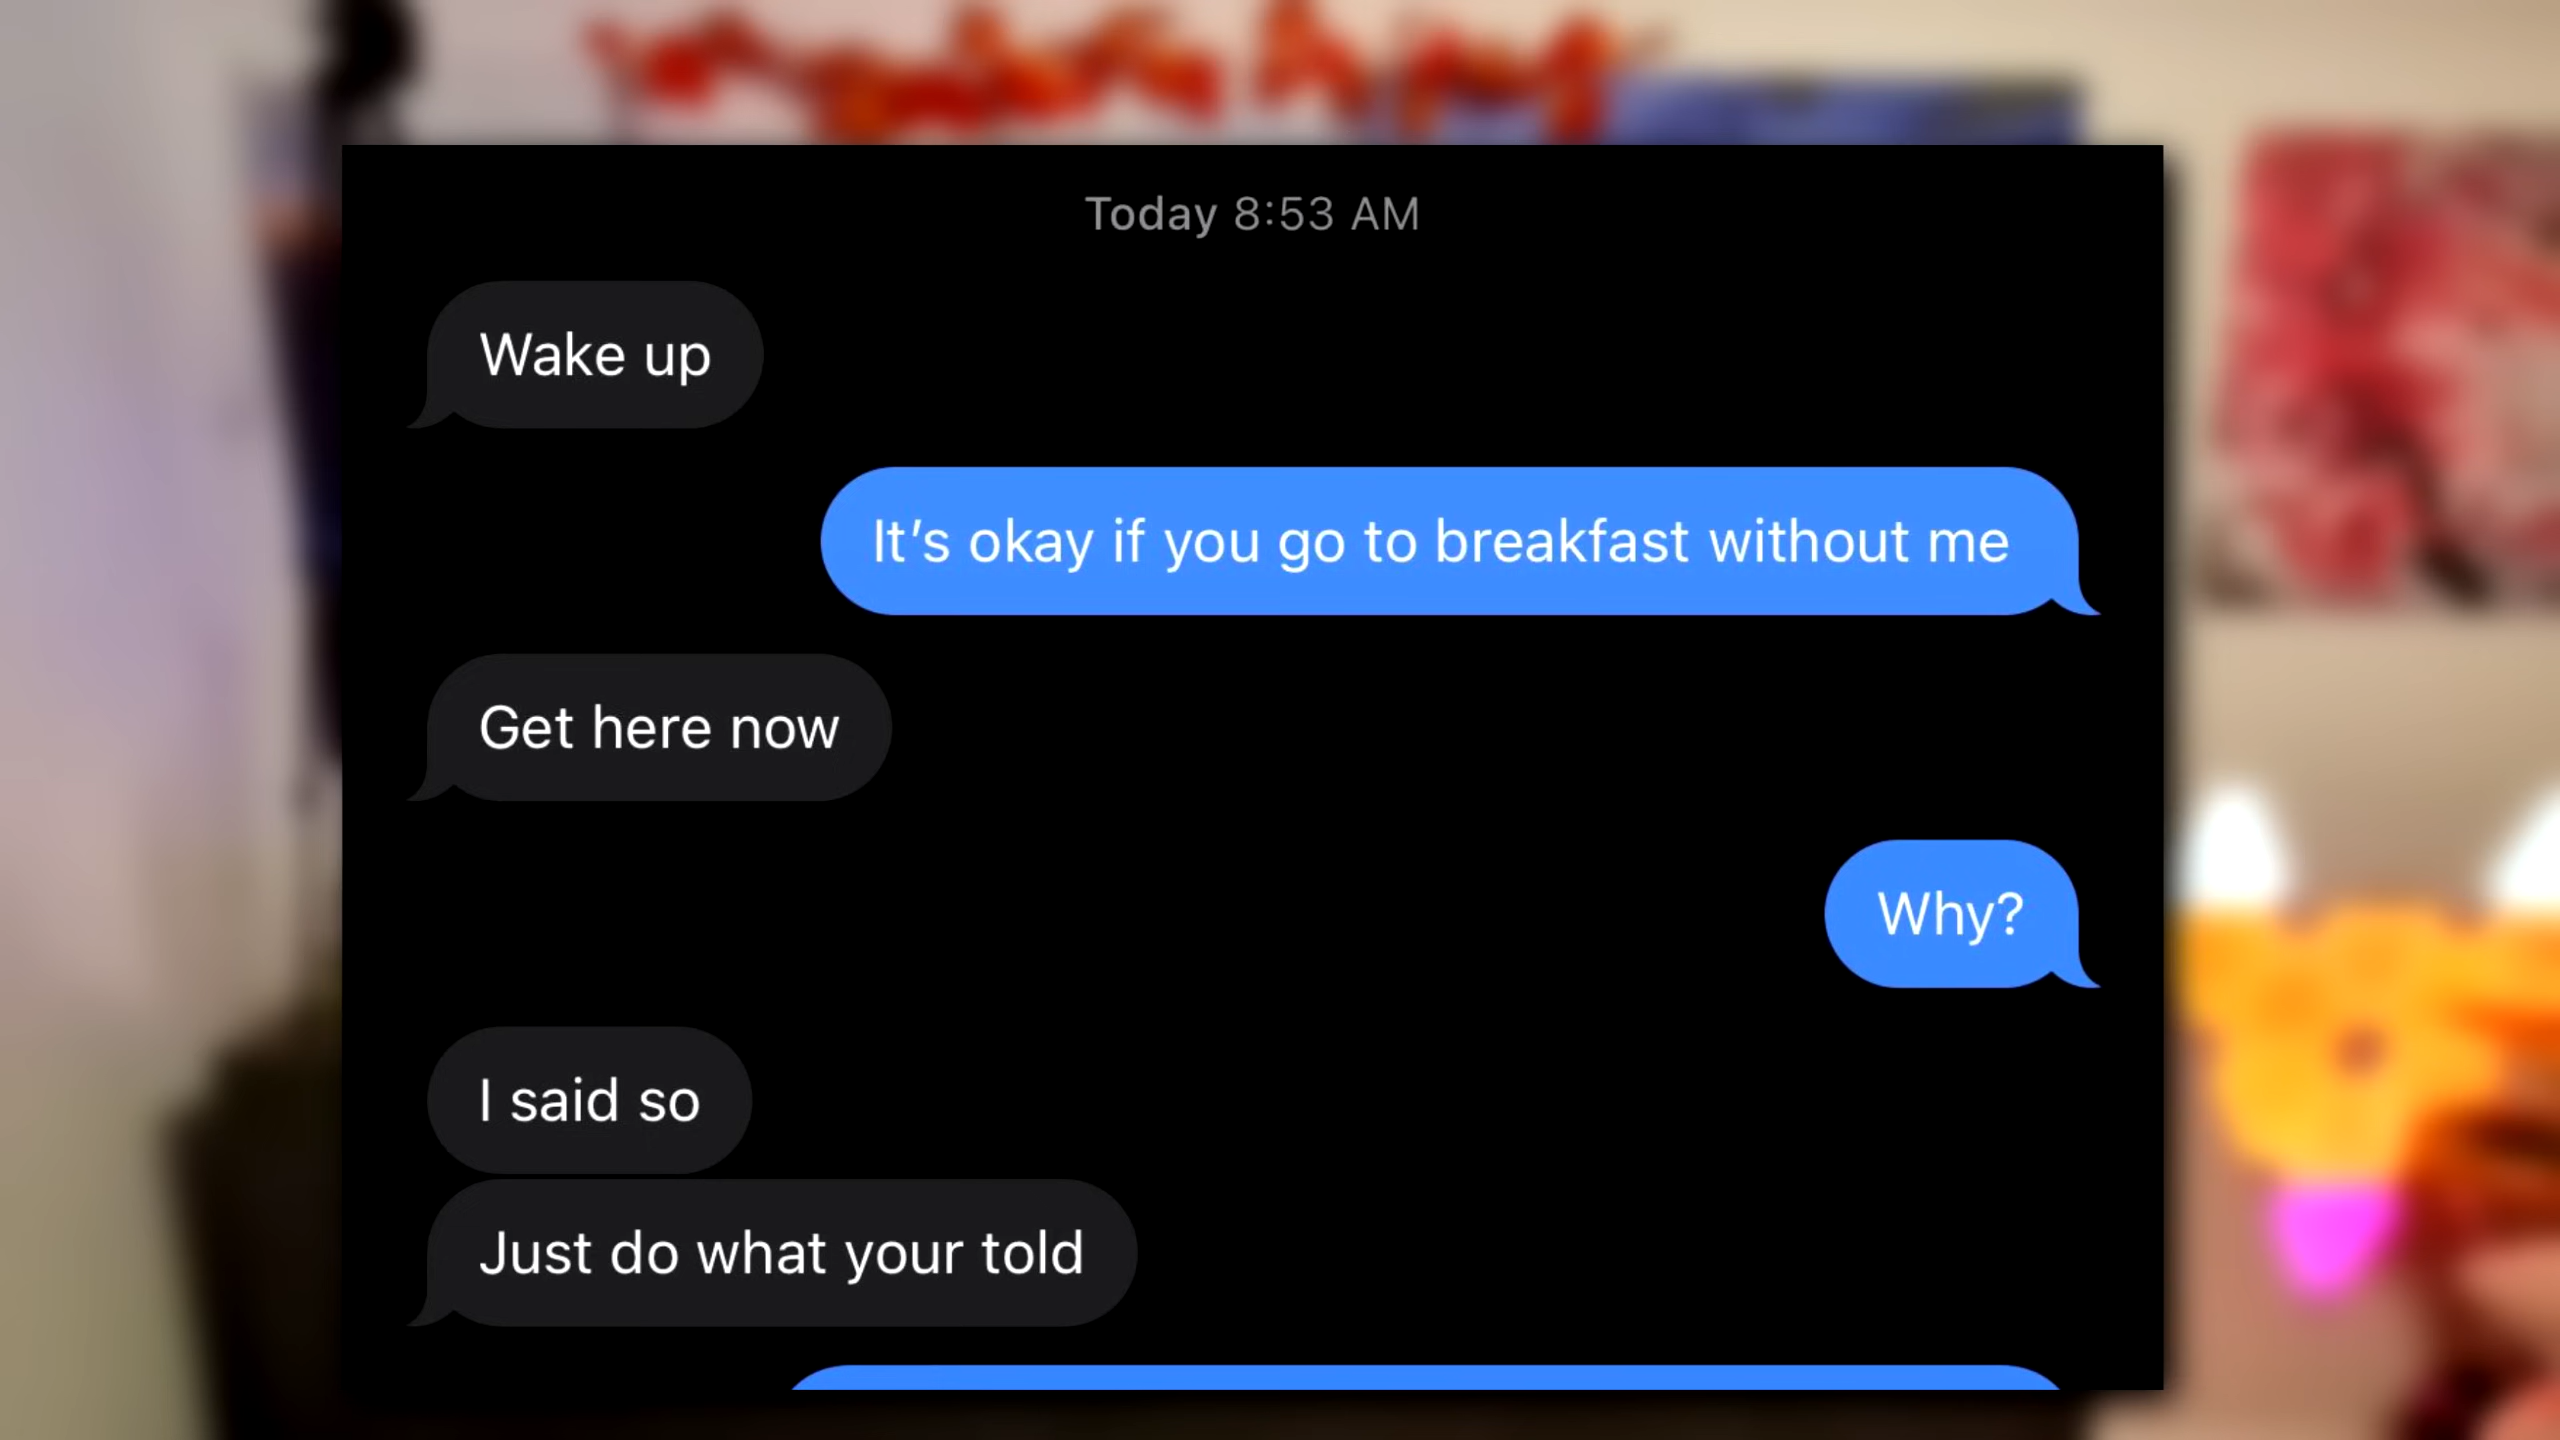 Today 8:53 AM
Wake up
It’s okay if you go to breakfast without me
Get here now
Why?
I said so
Just do what your told